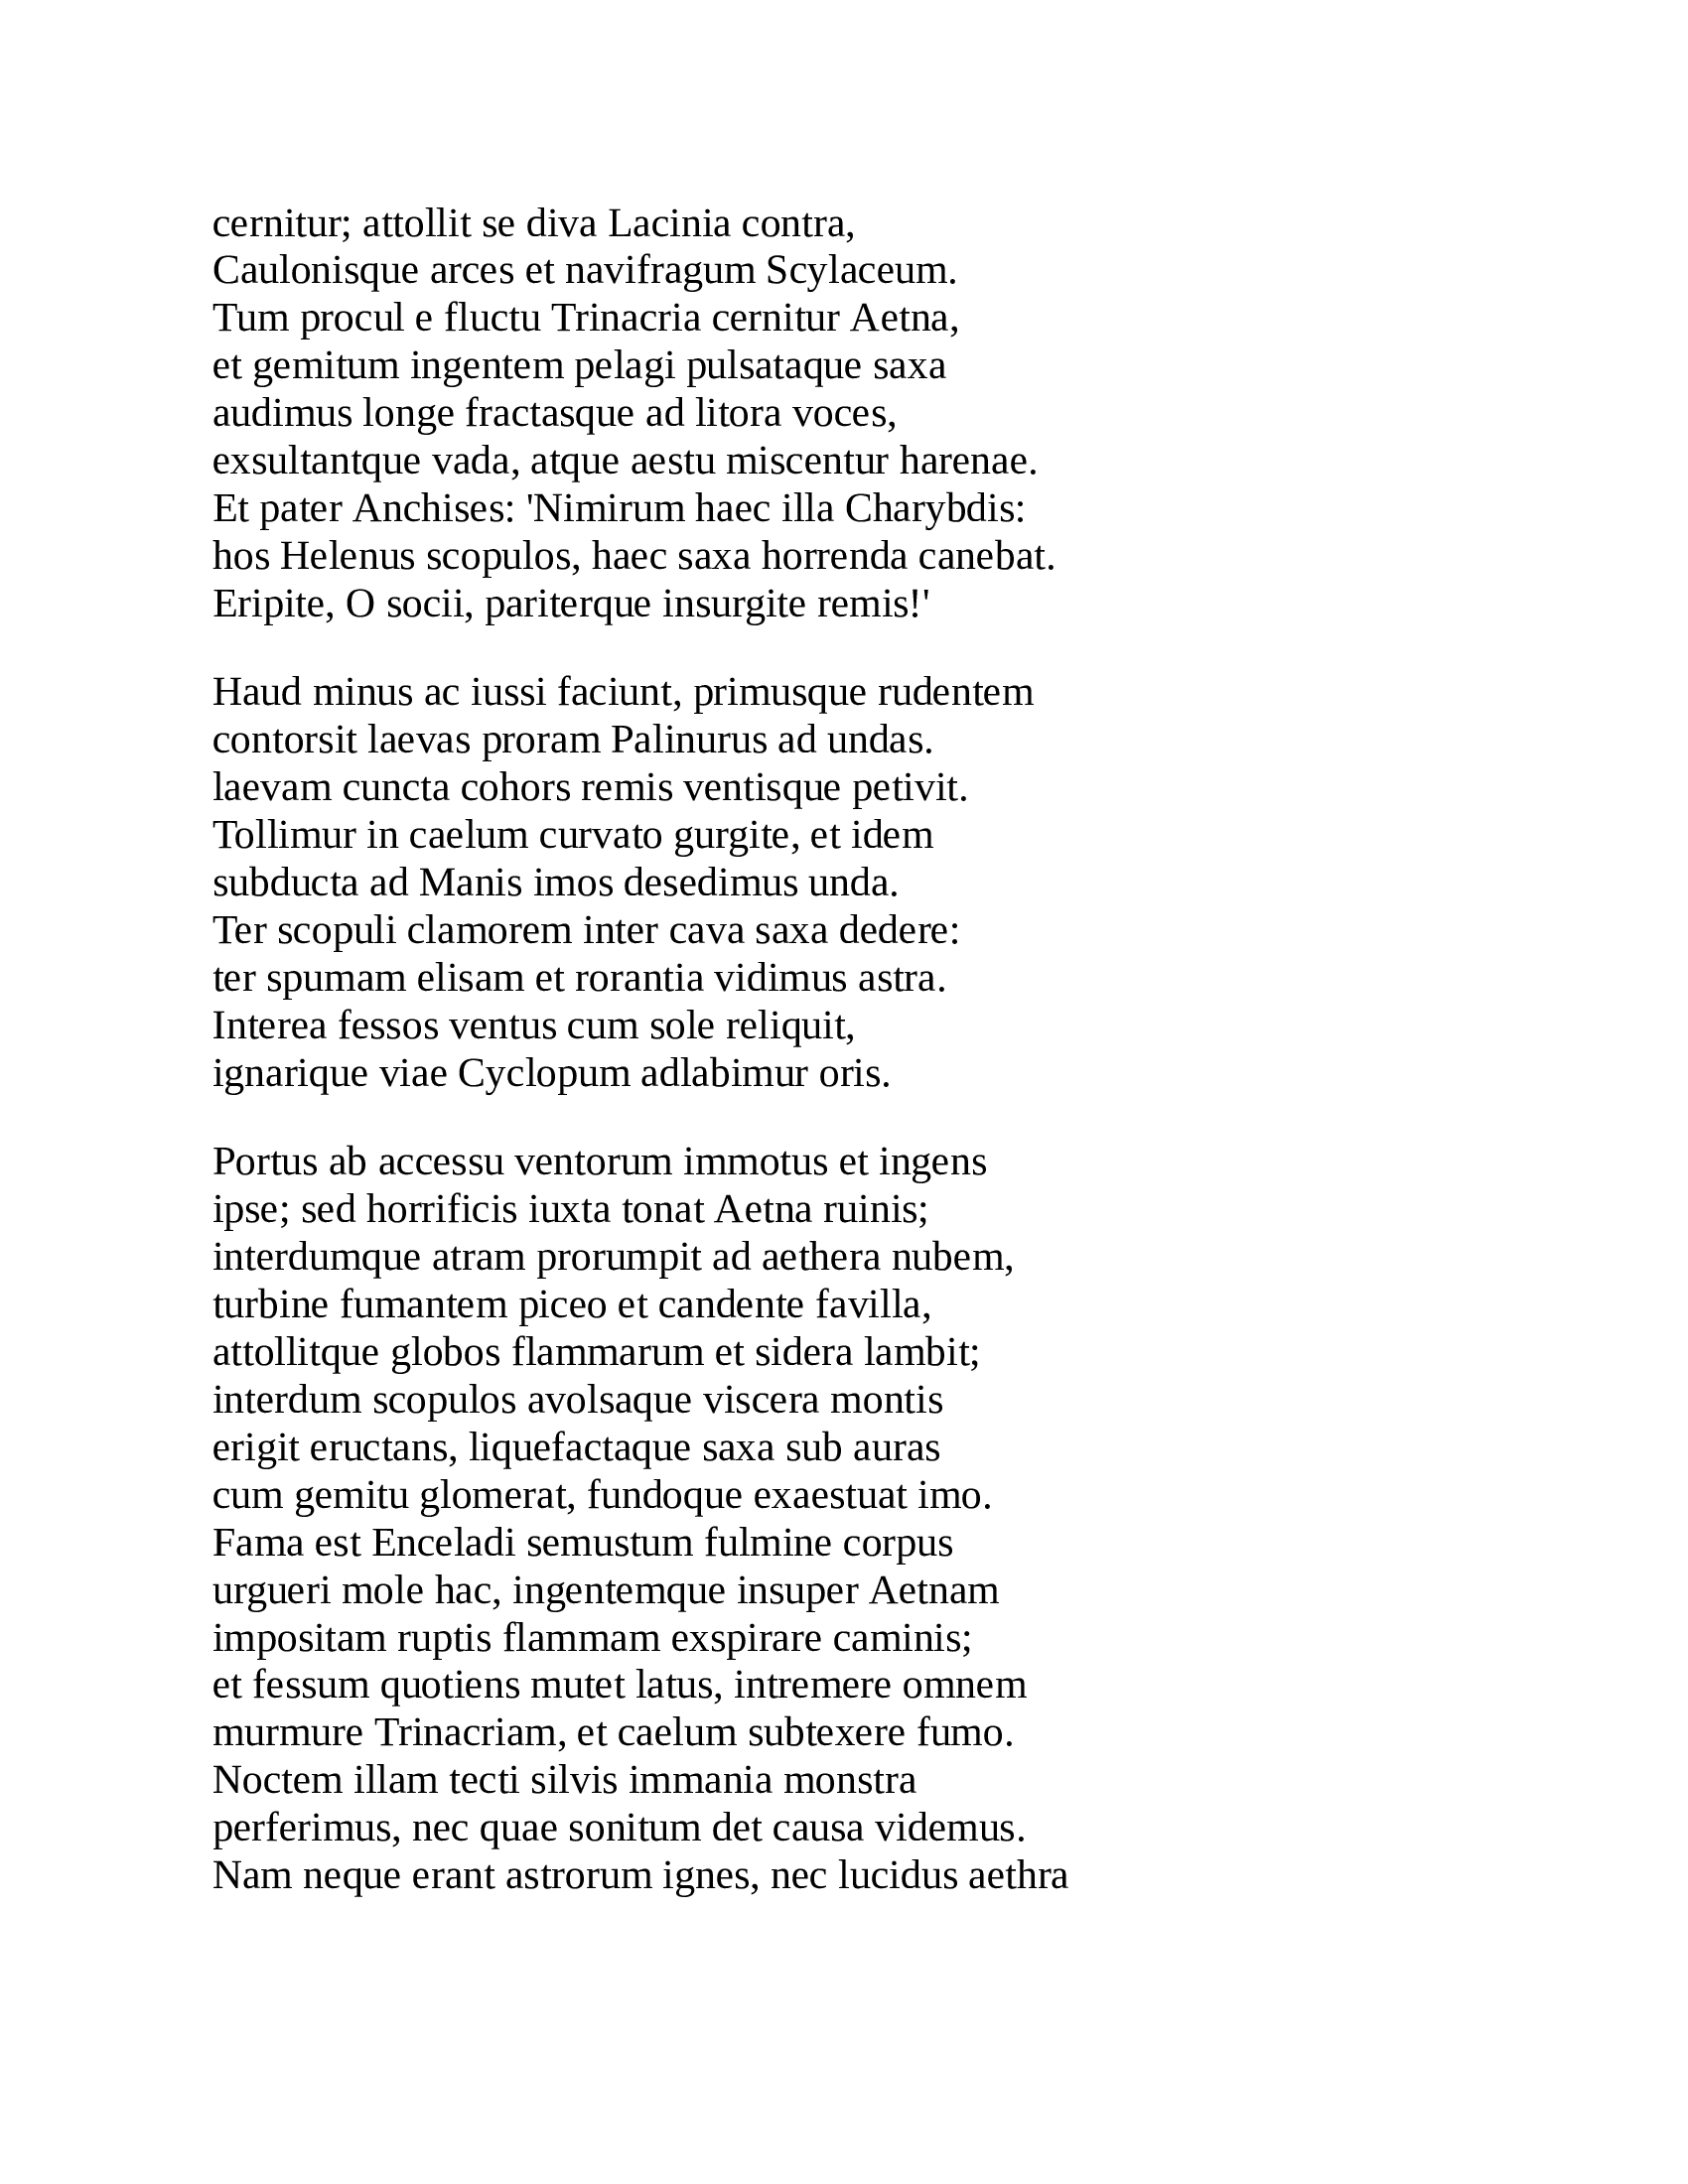 cernitur; attollit se diva Lacinia contra,
Caulonisque arces et navifragum Scylaceum.
Tum procul e fluctu Trinacria cernitur Aetna,
et gemitum ingentem pelagi pulsataque saxa
audimus longe fractasque ad litora voces,
exsultantque vada, atque aestu miscentur harenae.
Et pater Anchises: 'Nimirum haec illa Charybdis:
hos Helenus scopulos, haec saxa horrenda canebat.
Eripite, O socii, pariterque insurgite remis!'

Haud minus ac iussi faciunt, primusque rudentem
contorsit laevas proram Palinurus ad undas.
laevam cuncta cohors remis ventisque petivit.
Tollimur in caelum curvato gurgite, et idem
subducta ad Manis imos desedimus unda.
Ter scopuli clamorem inter cava saxa dedere:
ter spumam elisam et rorantia vidimus astra.
Interea fessos ventus cum sole reliquit,
ignarique viae Cyclopum adlabimur oris.

Portus ab accessu ventorum immotus et ingens
ipse; sed horrificis iuxta tonat Aetna ruinis;
interdumque atram prorumpit ad aethera nubem,
turbine fumantem piceo et candente favilla,
attollitque globos flammarum et sidera lambit;
interdum scopulos avolsaque viscera montis
erigit eructans, liquefactaque saxa sub auras
cum gemitu glomerat, fundoque exaestuat imo.
Fama est Enceladi semustum fulmine corpus
urgueri mole hac, ingentemque insuper Aetnam
impositam ruptis flammam exspirare caminis;
et fessum quotiens mutet latus, intremere omnem
murmure Trinacriam, et caelum subtexere fumo.
Noctem illam tecti silvis immania monstra
perferimus, nec quae sonitum det causa videmus.
Nam neque erant astrorum ignes, nec lucidus aethra